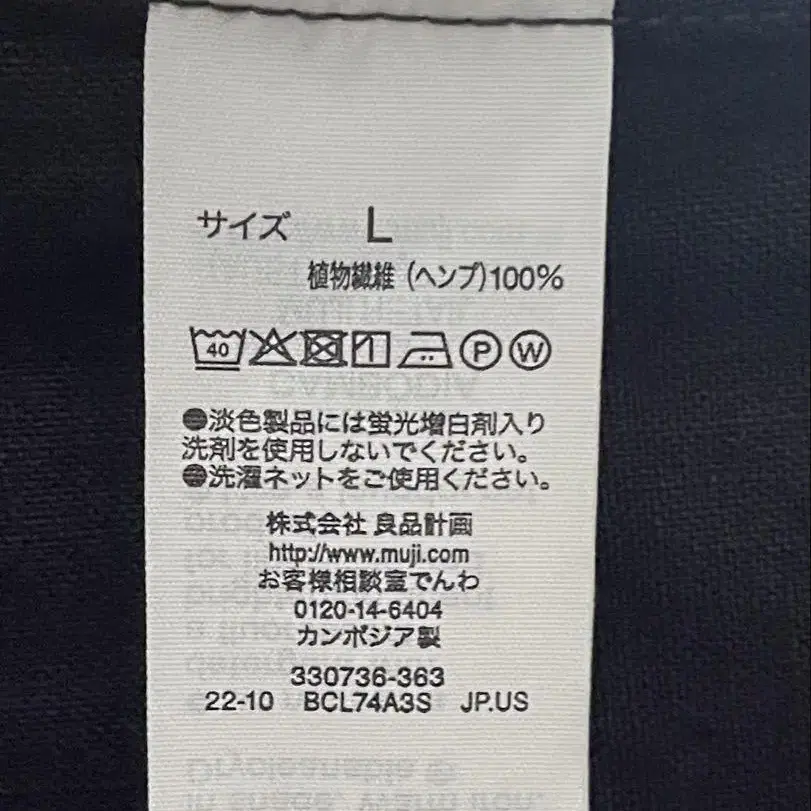 サイズ L
植物繊維(ヘンプ)100%
40 P W
●淡色製品には蛍光増白剤入り
洗剤を使用しないでください。
●洗濯ネットをご使用ください。
株式会社 良品計画
http://www.muji.com
お客様相談室でんわ
0120-14-6404
カンボジア製
330736-363
22-10 BCL74A3S JP.US